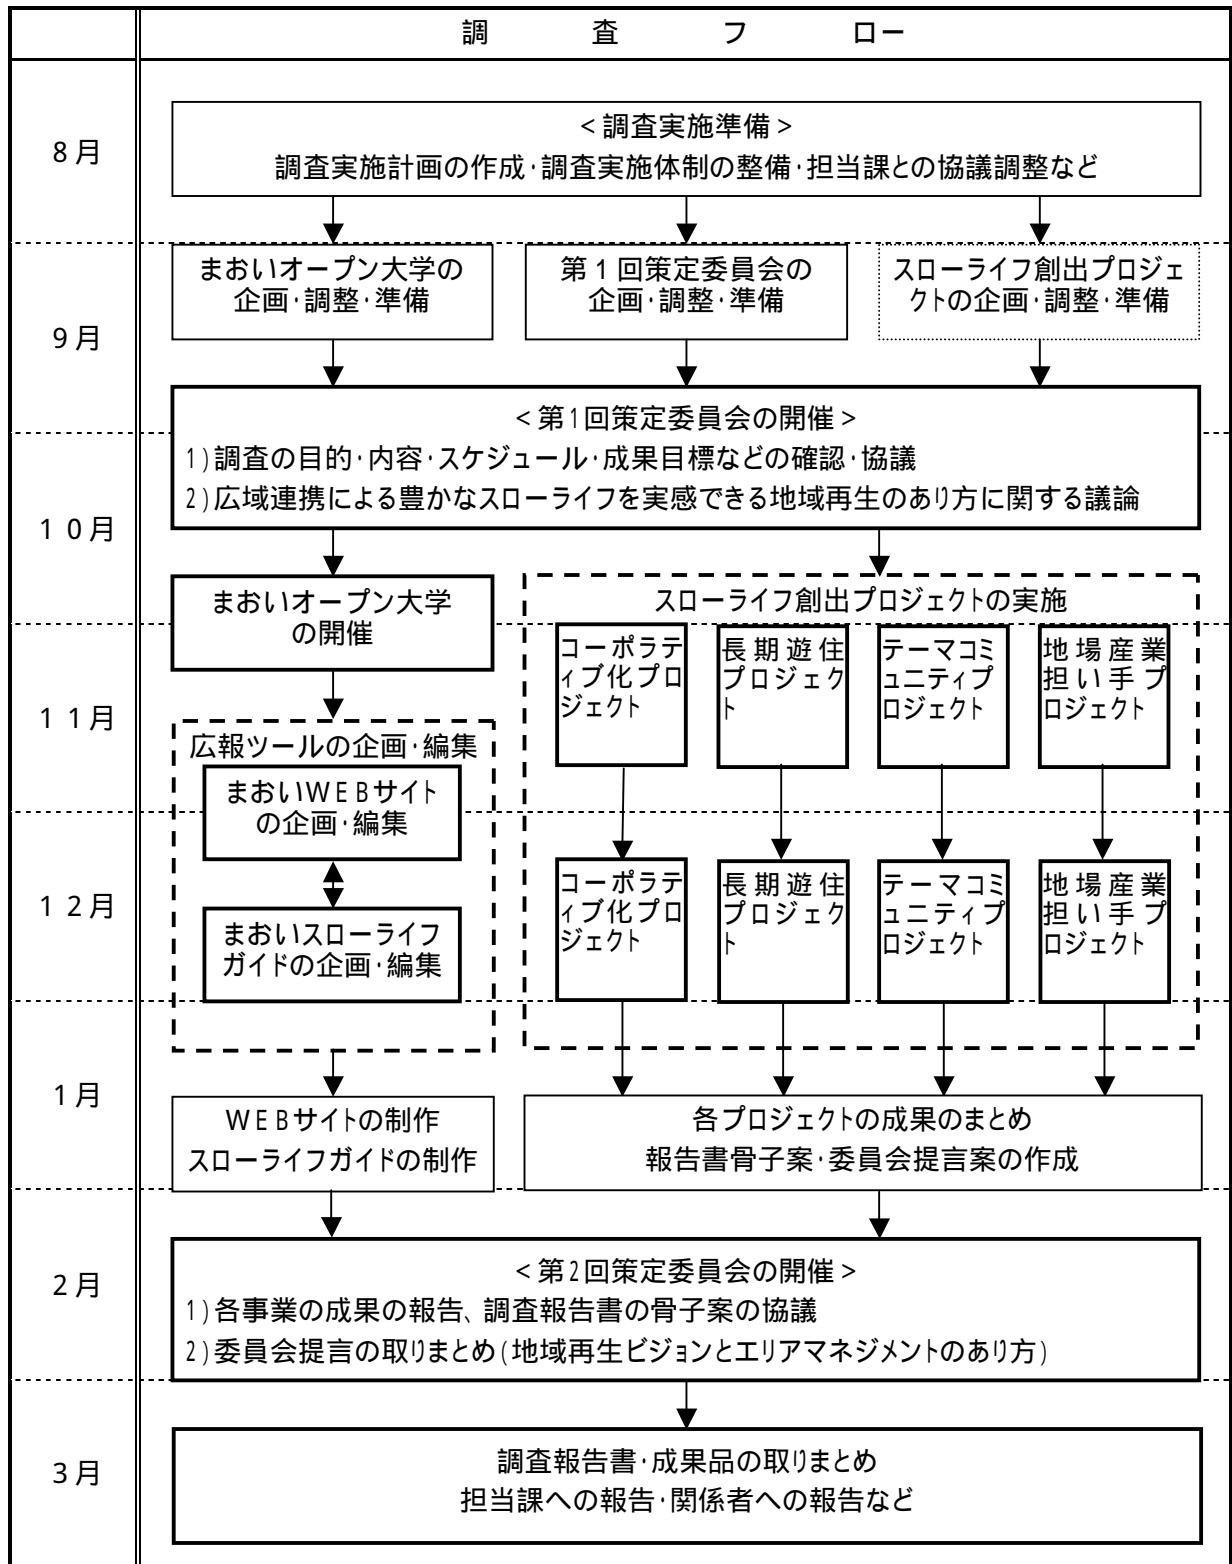 調査フロー
8月
<調査実施準備>
調査実施計画の作成・調査実施体制の整備・担当課との協議調整など
9月
まおいオープン大学の
企画・調整・準備
第1回策定委員会の
企画・調整・準備
スローライフ創出プロジェ
クトの企画・調整・準備
<第1回策定委員会の開催>
1)調査の目的・内容・スケジュール・成果目標などの確認・協議
2)広域連携による豊かなスローライフを実感できる地域再生のあり方に関する議論
10月
まおいオープン大学
の開催
スローライフ創出プロジェクトの実施
11月
コーポラテ
ィブ化プロ
ジェクト
長期遊住
プロジェク
ト
テーマコミ
ュニティプ
ロジェクト
地場産業
担い手プ
ロジェクト
広報ツールの企画・編集
まおいWEBサイト
の企画・編集
12月
まおいスローライフ
ガイドの企画・編集
コーポラテ
ィブ化プロ
ジェクト
長期遊住
プロジェク
ト
テーマコミ
ュニティプ
ロジェクト
地場産業
担い手プ
ロジェクト
1月
WEBサイトの制作
スローライフガイドの制作
各プロジェクトの成果のまとめ
報告書骨子案・委員会提言案の作成
2月
<第2回策定委員会の開催>
1)各事業の成果の報告、調査報告書の骨子案の協議
2)委員会提言の取りまとめ(地域再生ビジョンとエリアマネジメントのあり方)
3月
調査報告書・成果品の取りまとめ
担当課への報告・関係者への報告など